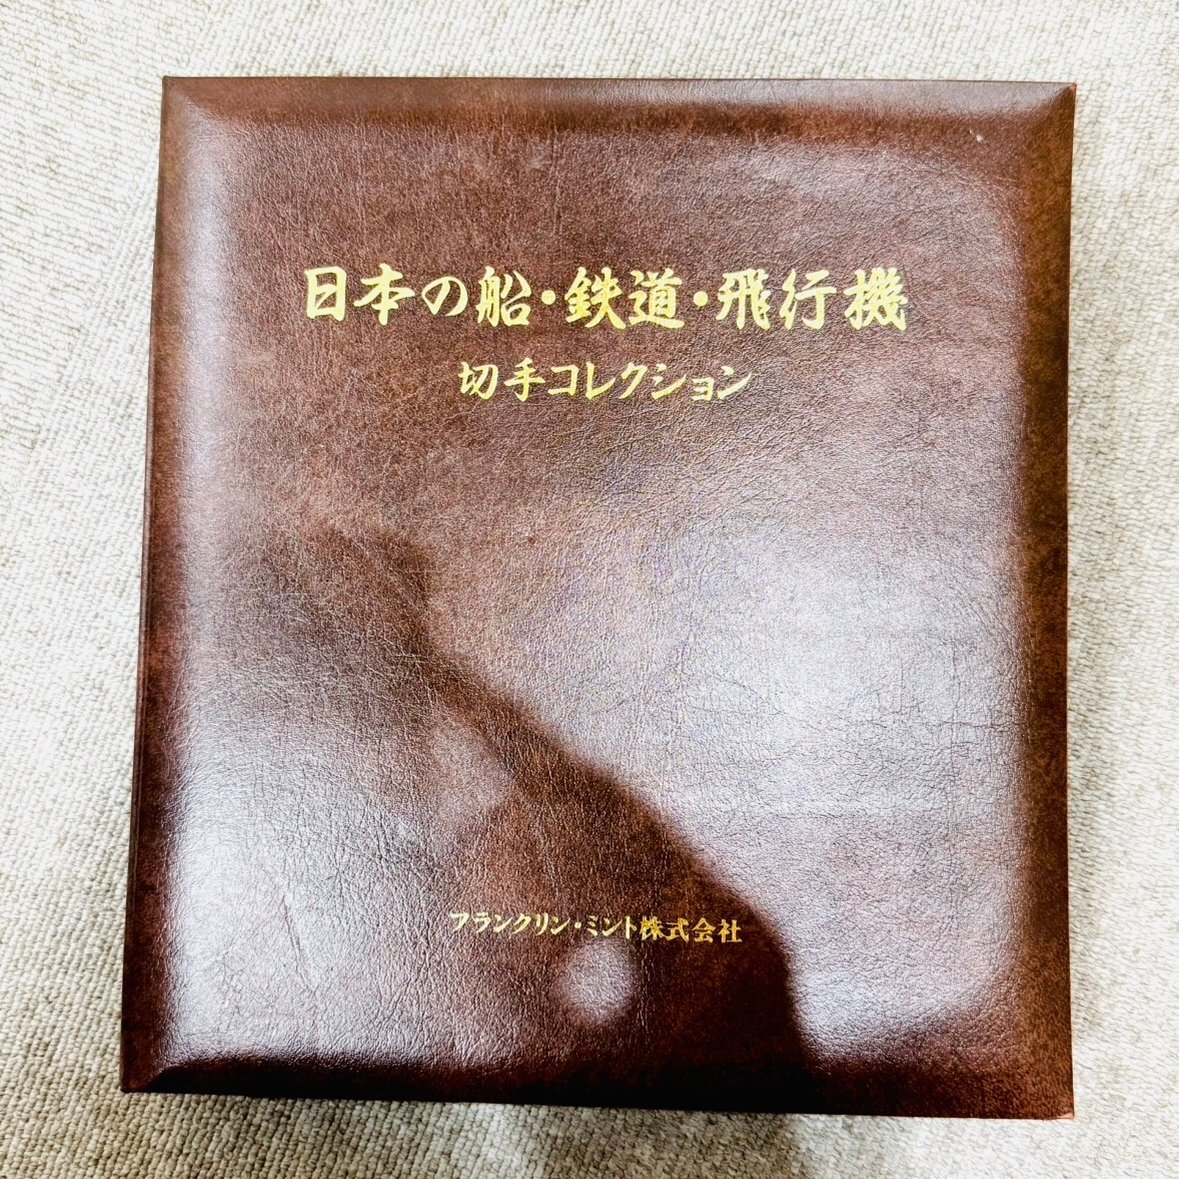 日本の船・鉄道・飛行機
切手コレクション
フランクリン・ミント株式会社